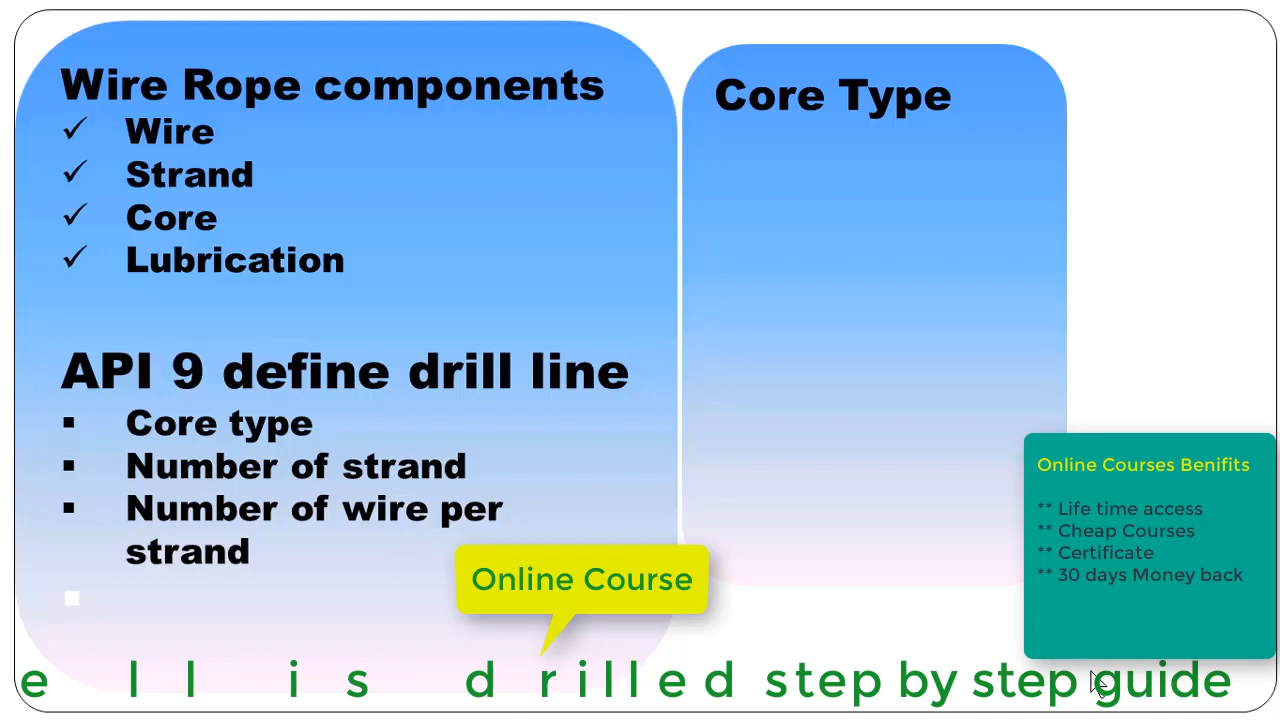 Wire Rope components
✓ Wire
✓ Strand
✓ Core
✓ Lubrication
API 9 define drill line
▪ Core type
▪ Number of strand
▪ Number of wire per
strand
Core Type
Online Courses Benifits
** Life time access
** Cheap Courses
** Certificate
** 30 days Money back
Online Course
e l l i s d r i l l e d step by step guide